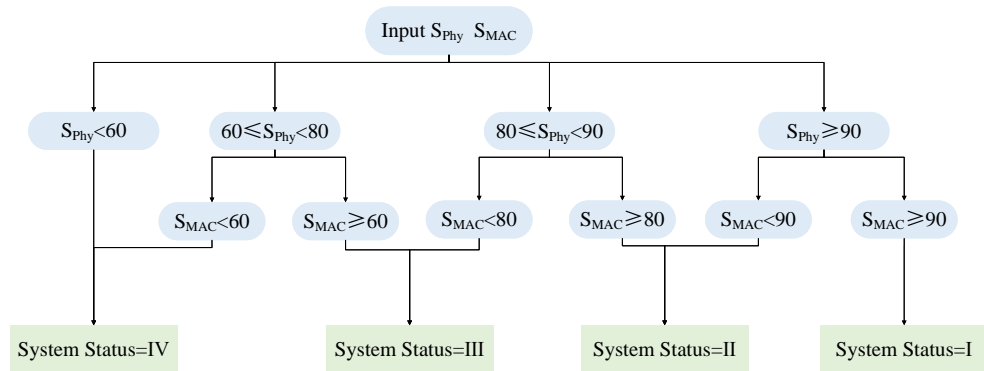 Input S_Phy S_MAC
S_Phy<60
60≤S_Phy<80
80≤S_Phy<90
S_Phy≥90
S_MAC<60
S_MAC≥60
S_MAC<80
S_MAC≥80
S_MAC<90
S_MAC≥90
System Status=IV
System Status=III
System Status=II
System Status=I